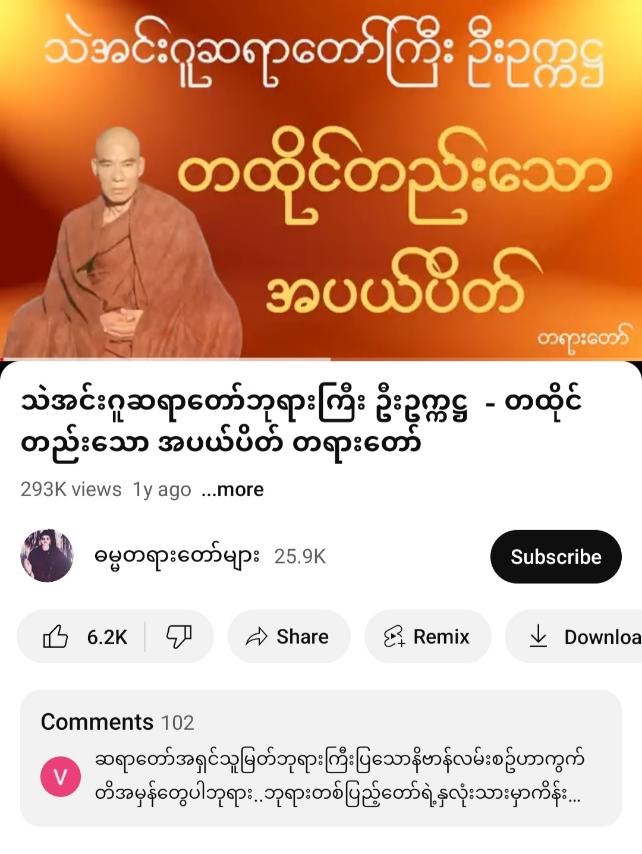 သဲအင်းဂူဆရာတော်ကြီး ဦးဥက္ကဋ္ဌ
တထိုင်တည်းသော
အပယ်ပိတ်
တရားတော်
သဲအင်းဂူဆရာတော်ဘုရားကြီး ဦးဥက္ကဋ္ဌ - တထိုင်
တည်းသော အပယ်ပိတ် တရားတော်
293K views 1y ago ...more
ဓမ္မတရားတော်များ 25.9K
Subscribe
6.2K
Share
Remix
Downloa
Comments 102
V
ဆရာတော်အရှင်သူမြတ်ဘုရားကြီးပြသောနိဗာန်လမ်းစဥ်ဟာကွက်
တိအမှန်တွေပါဘုရား..ဘုရားတစ်ပြည့်တော်ရဲ့နှလုံးသားမှာကိန်း...